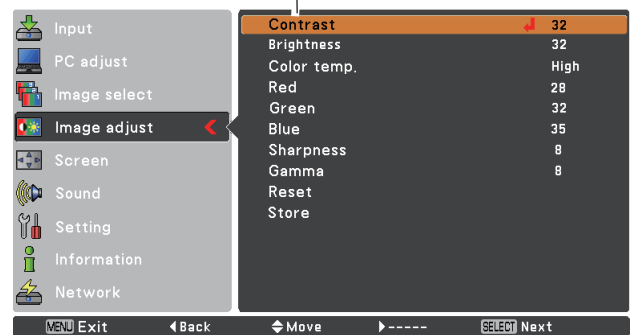 Input
PC adjust
Image select
Image adjust
Screen
Sound
Setting
Information
Network
Contrast 32
Brightness 32
Color temp. High
Red 28
Green 32
Blue 35
Sharpness 8
Gamma 8
Reset
Store
MENU Exit Back Move ----- SELECT Next